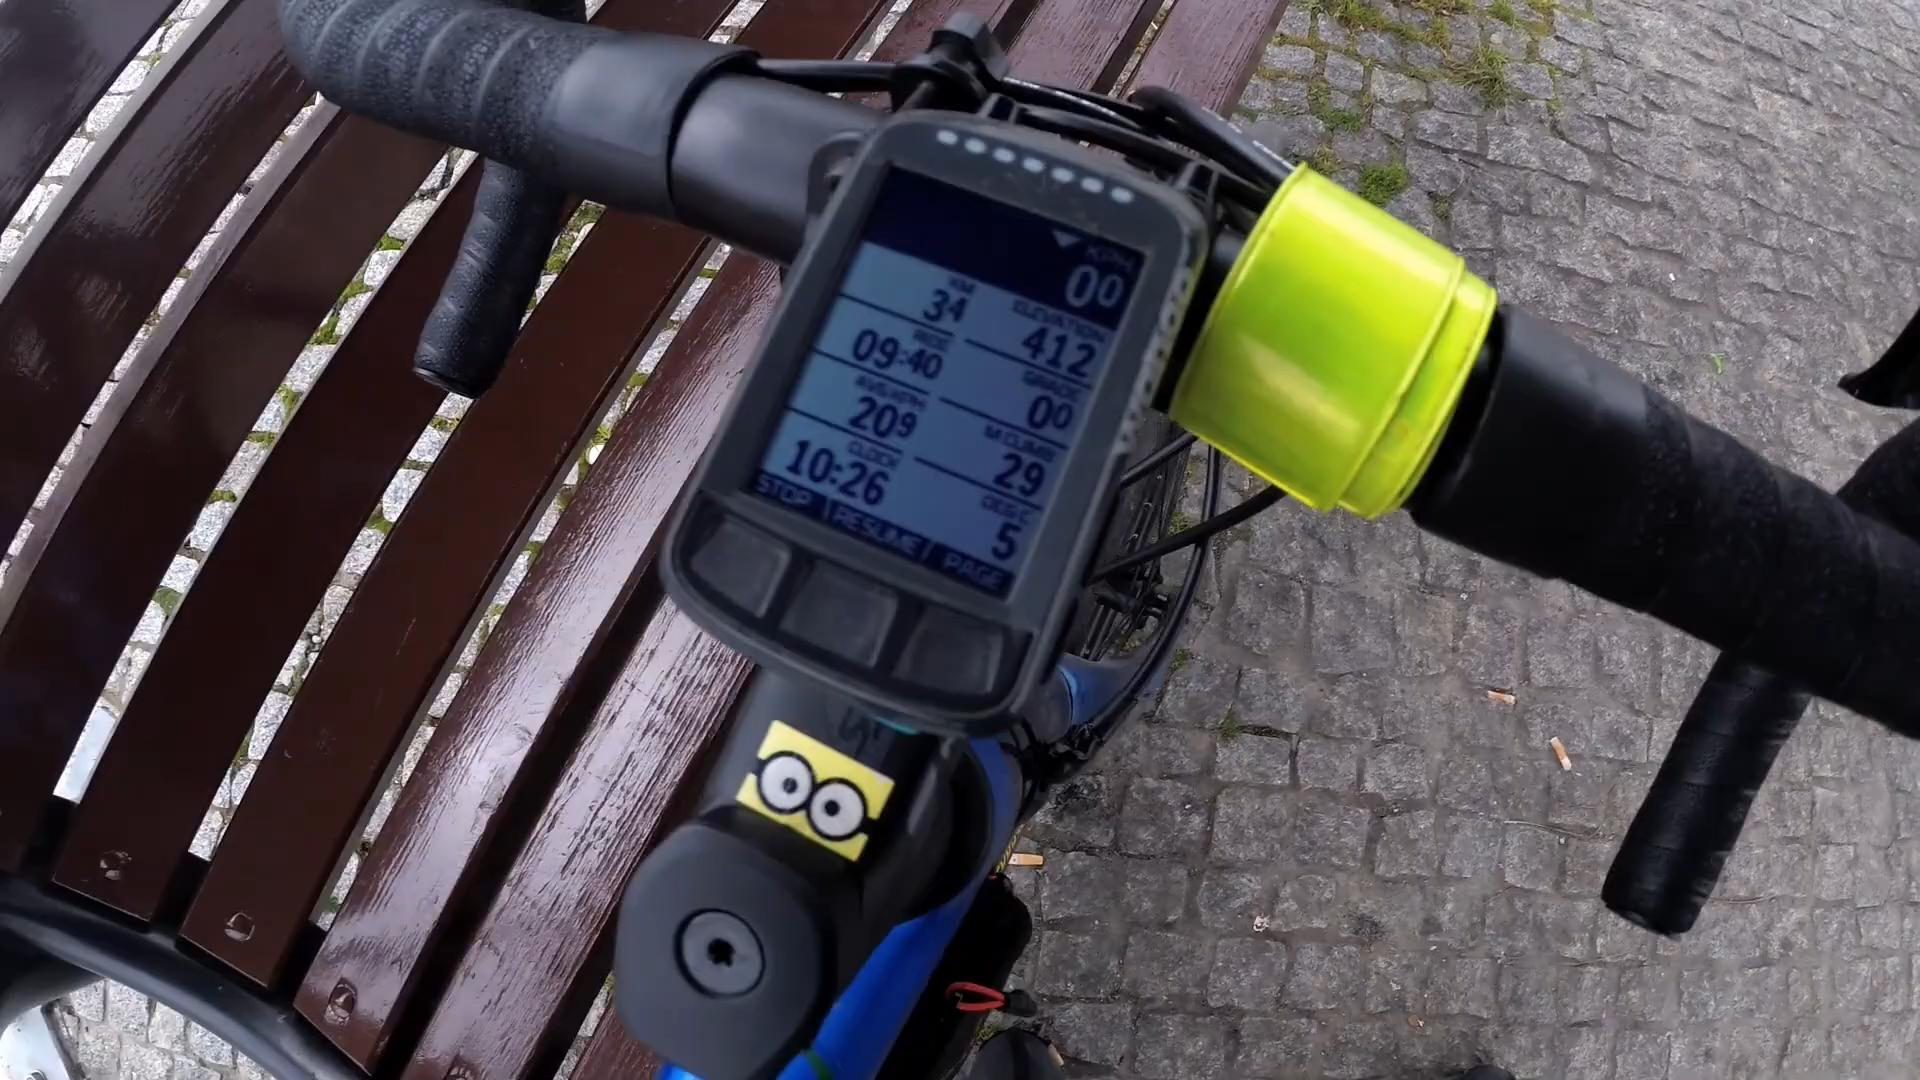 KPH
0⁰
KM
34
ELEVATION
412
RIDE
09:40
GRADE
0⁰
AVG KPH
20⁹
M CLIMB
29
CLOCK
10:26
DEG C
5
STOP RESUME PAGE